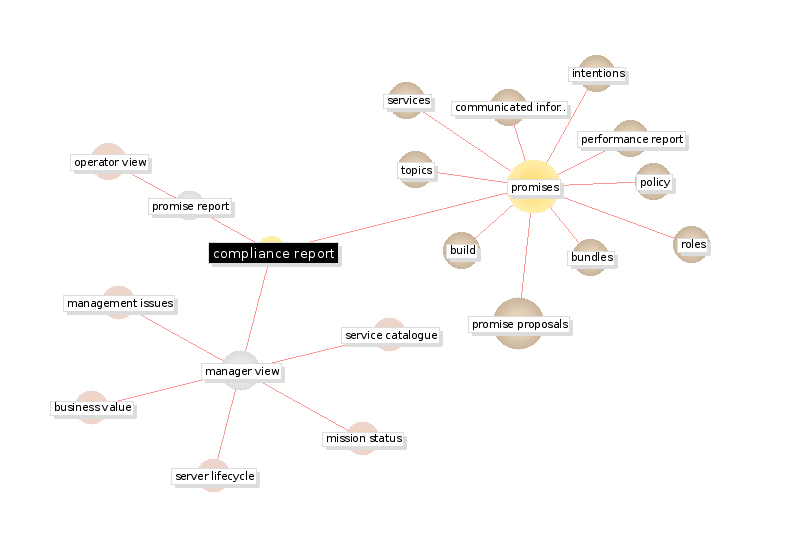 intentions
services
communicated infor..
performance report
operator view
topics
policy
promises
promise report
roles
build
compliance report
bundles
management issues
promise proposals
service catalogue
manager view
business value
mission status
server lifecycle